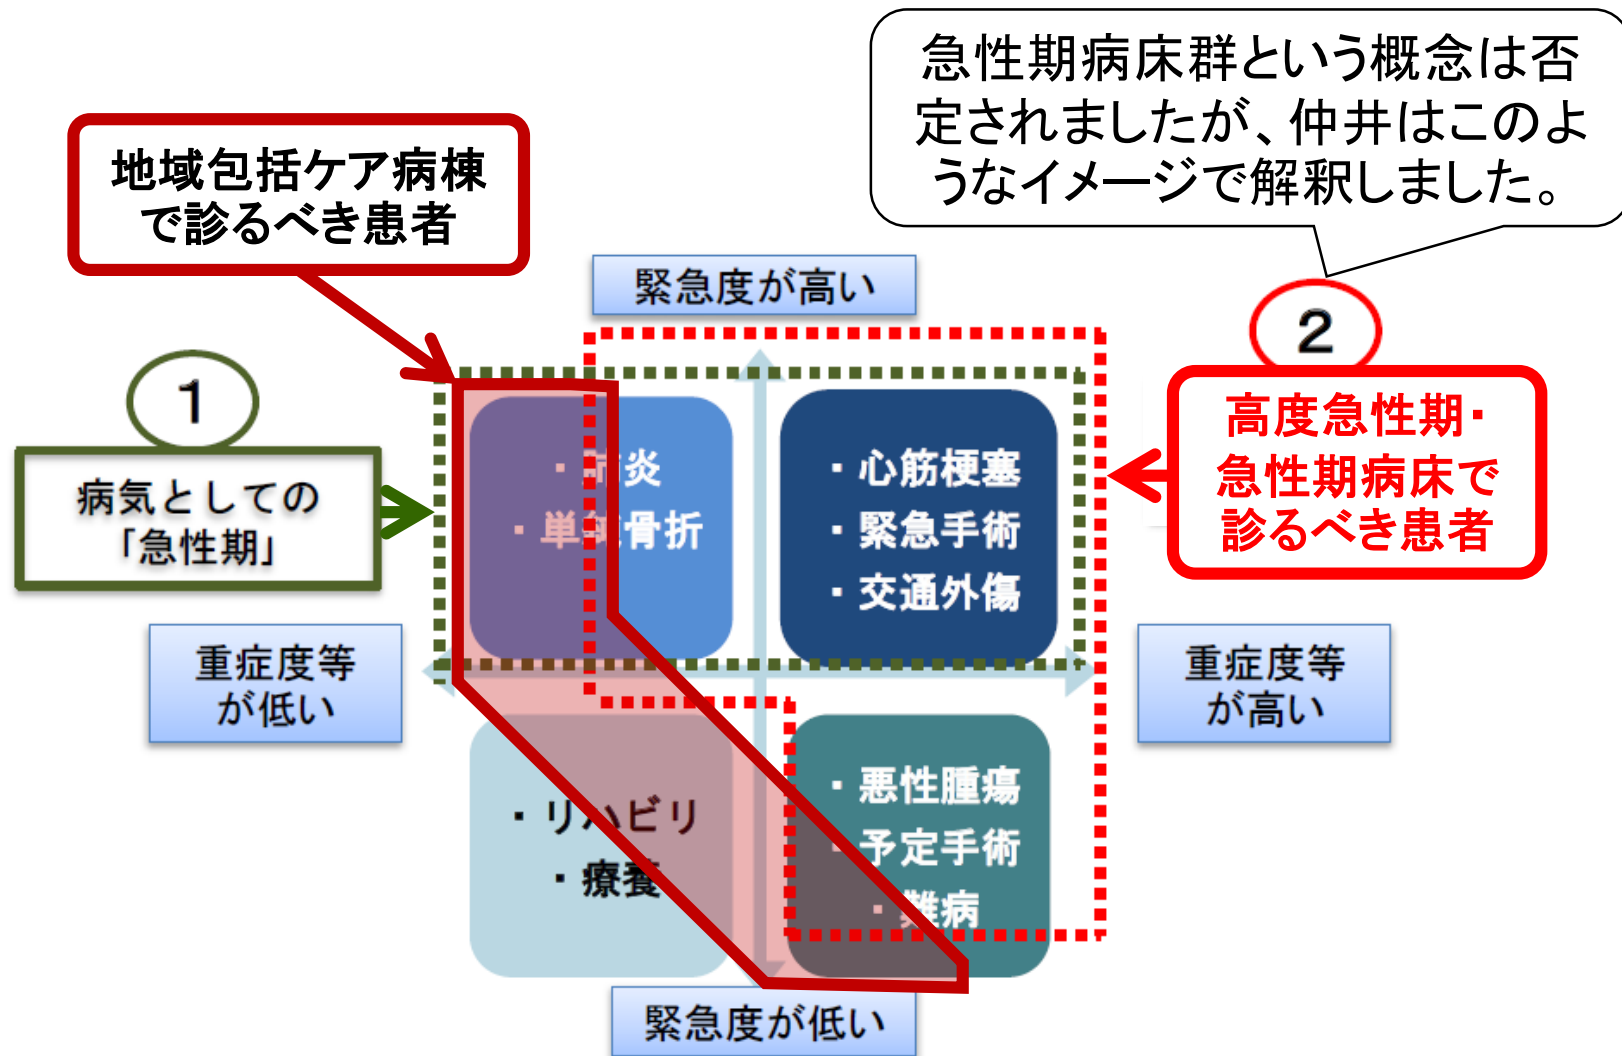 急性期病床群という概念は否
定されましたが、仲井はこのよ
うなイメージで解釈しました。
地域包括ケア病棟
で診るべき患者
緊急度が高い
2
1
高度急性期・
急性期病床で
診るべき患者
病気としての
「急性期」
・肺炎
・単純骨折
・心筋梗塞
・緊急手術
・交通外傷
重症度等
が低い
重症度等
が高い
・リハビリ
・療養
・悪性腫瘍
・予定手術
・難病
緊急度が低い